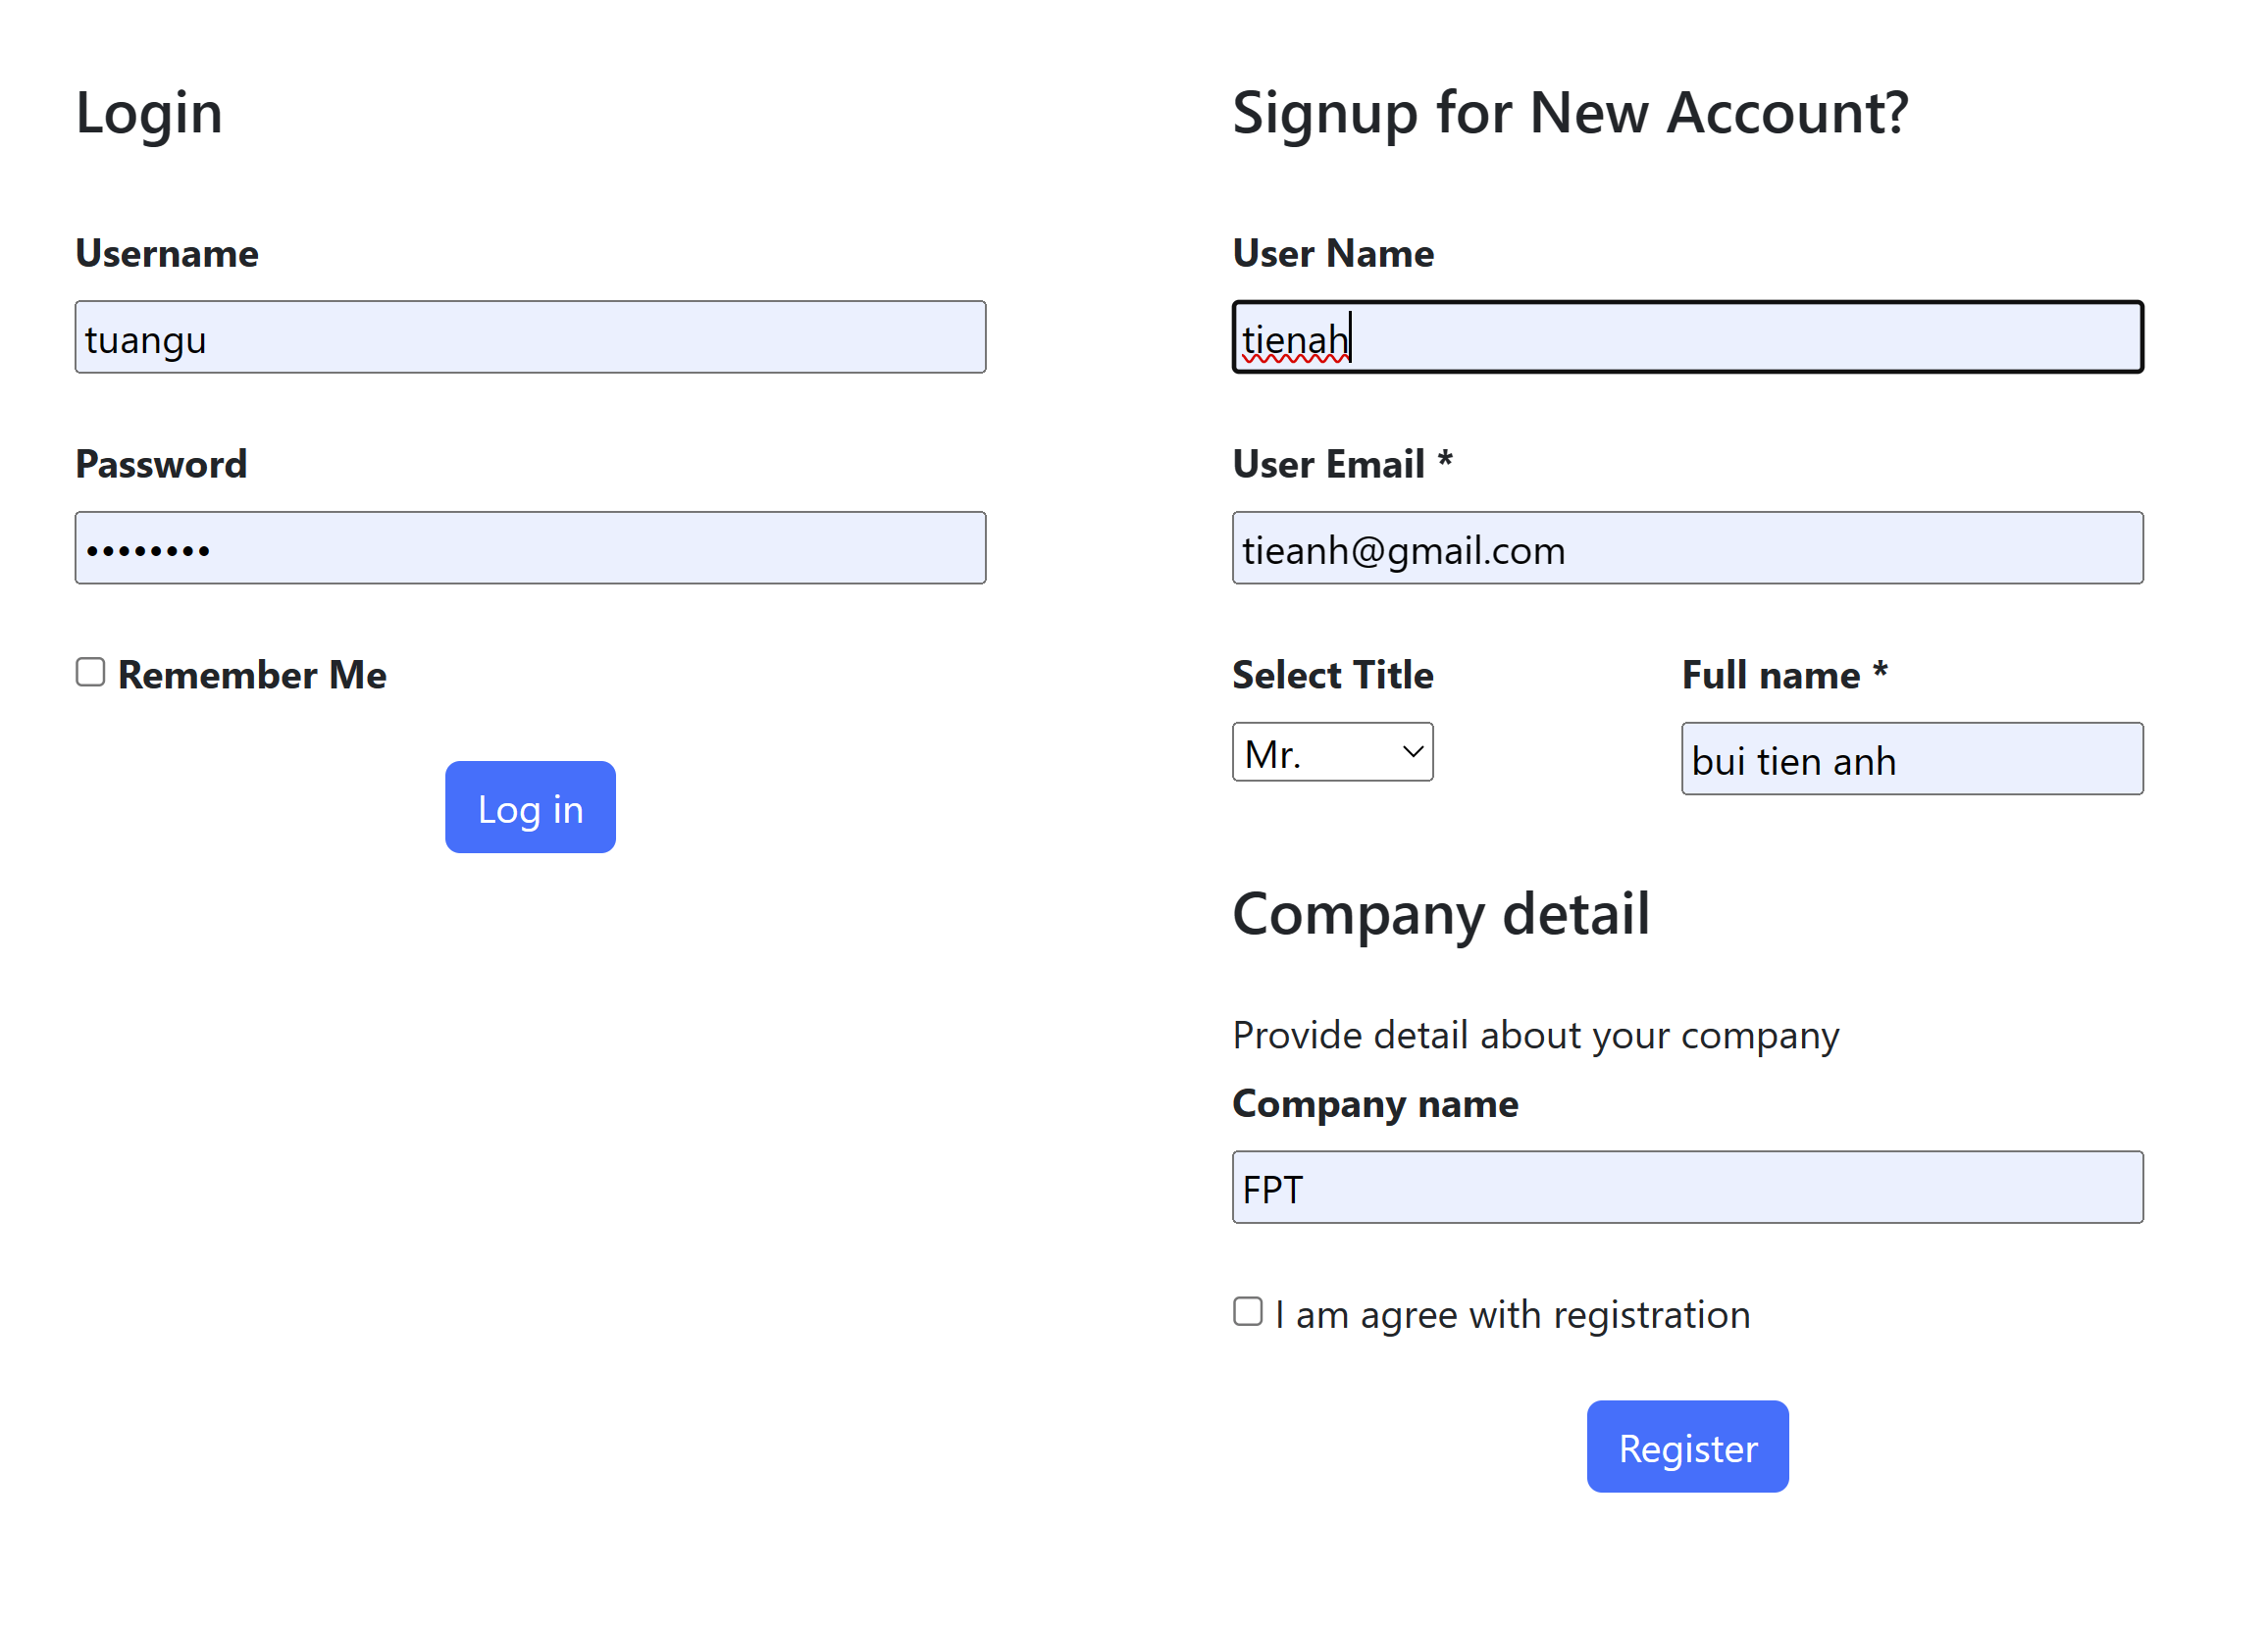 Login
Username
tuangu
Password
••••••••
Remember Me
Log in
Signup for New Account?
User Name
tienah
User Email *
tieanh@gmail.com
Select Title
Mr.
Full name *
bui tien anh
Company detail
Provide detail about your company
Company name
FPT
I am agree with registration
Register